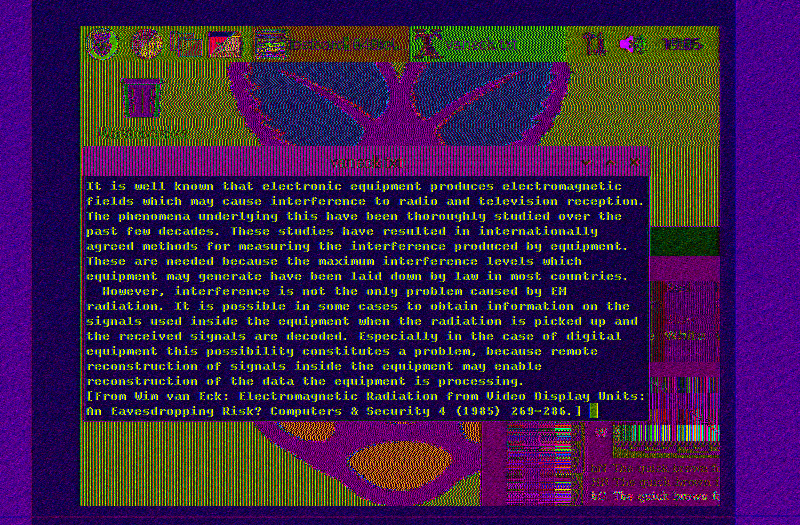 It is well known that electronic equipment produces electromagnetic
fields which may cause interference to radio and television reception.
The phenomena underlying this have been thoroughly studied over the
past few decades. These studies have resulted in internationally
agreed methods for measuring the interference produced by equipment.
These are needed because the maximum interference levels which
equipment may generate have been laid down by law in most countries.
However, interference is not the only problem caused by EM
radiation. It is possible in some cases to obtain information on the
signals used inside the equipment when the radiation is picked up and
the received signals are decoded. Especially in the case of digital
equipment this possibility constitutes a problem, because remote
reconstruction of signals inside the equipment may enable
reconstruction of the data the equipment is processing.
[from Wim van Eck: Electromagnetic Radiation from Video Display Units:
An Eavesdropping Risk? Computers & Security 4 (1985) 269-286.]
The quick brown f